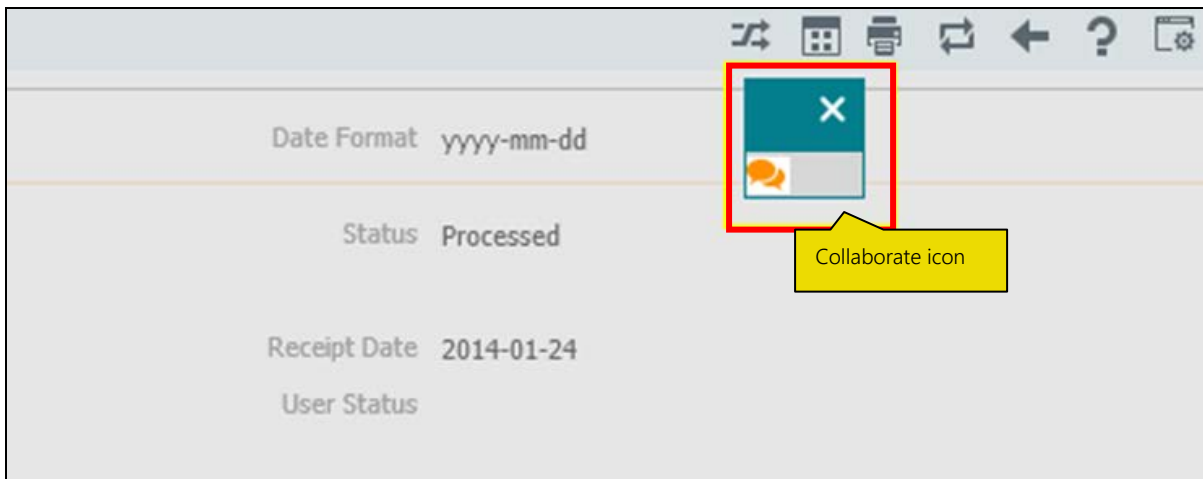 Date Format yyyy-mm-dd
Status Processed
Collaborate icon
Receipt Date 2014-01-24
User Status